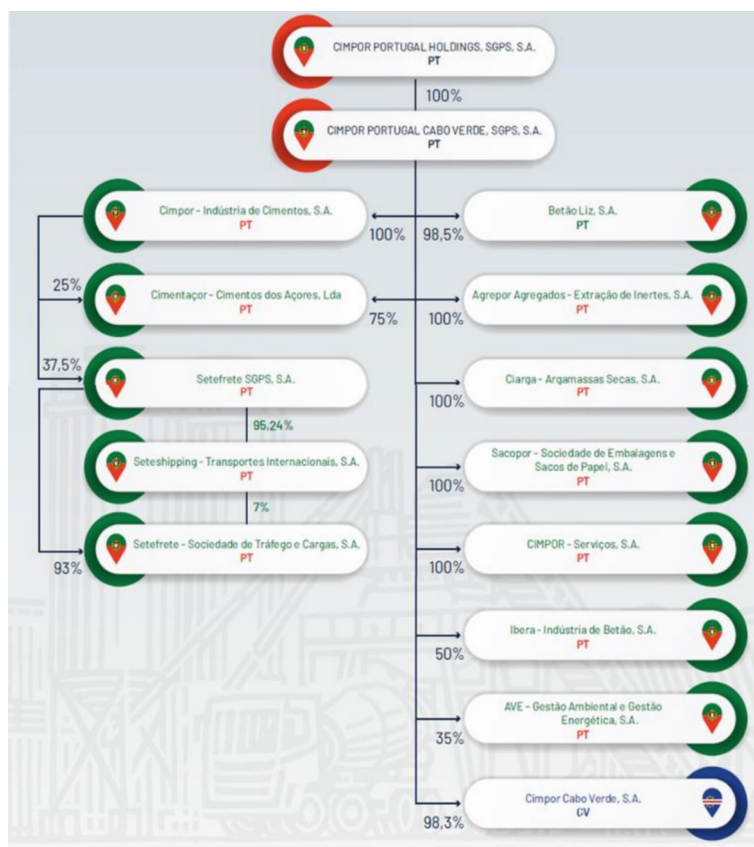 CIMPOR PORTUGAL HOLDINGS, SGPS, S.A.
PT
100%
CIMPOR PORTUGAL CABO VERDE, SGPS, S.A.
PT
Cimpor - Indústria de Cimentos, S.A.
PT
100%
98,5%
Betão Liz, S.A.
PT
25%
Cimentaçor - Cimentos dos Açores, Lda
PT
75%
100%
Agrepor Agregados - Extração de Inertes, S.A.
PT
37,5%
Setefrete SGPS, S.A.
PT
100%
Ciarga - Argamassas Secas, S.A.
PT
95,24%
Seteshipping - Transportes Internacionais, S.A.
PT
100%
Sacopor - Sociedade de Embalagens e
Sacos de Papel, S.A.
PT
7%
93%
Setefrete - Sociedade de Tráfego e Cargas, S.A.
PT
100%
CIMPOR - Serviços, S.A.
PT
50%
Ibera - Indústria de Betão, S.A.
PT
35%
AVE - Gestão Ambiental e Gestão
Energética, S.A.
PT
98,3%
Cimpor Cabo Verde, S.A.
CV